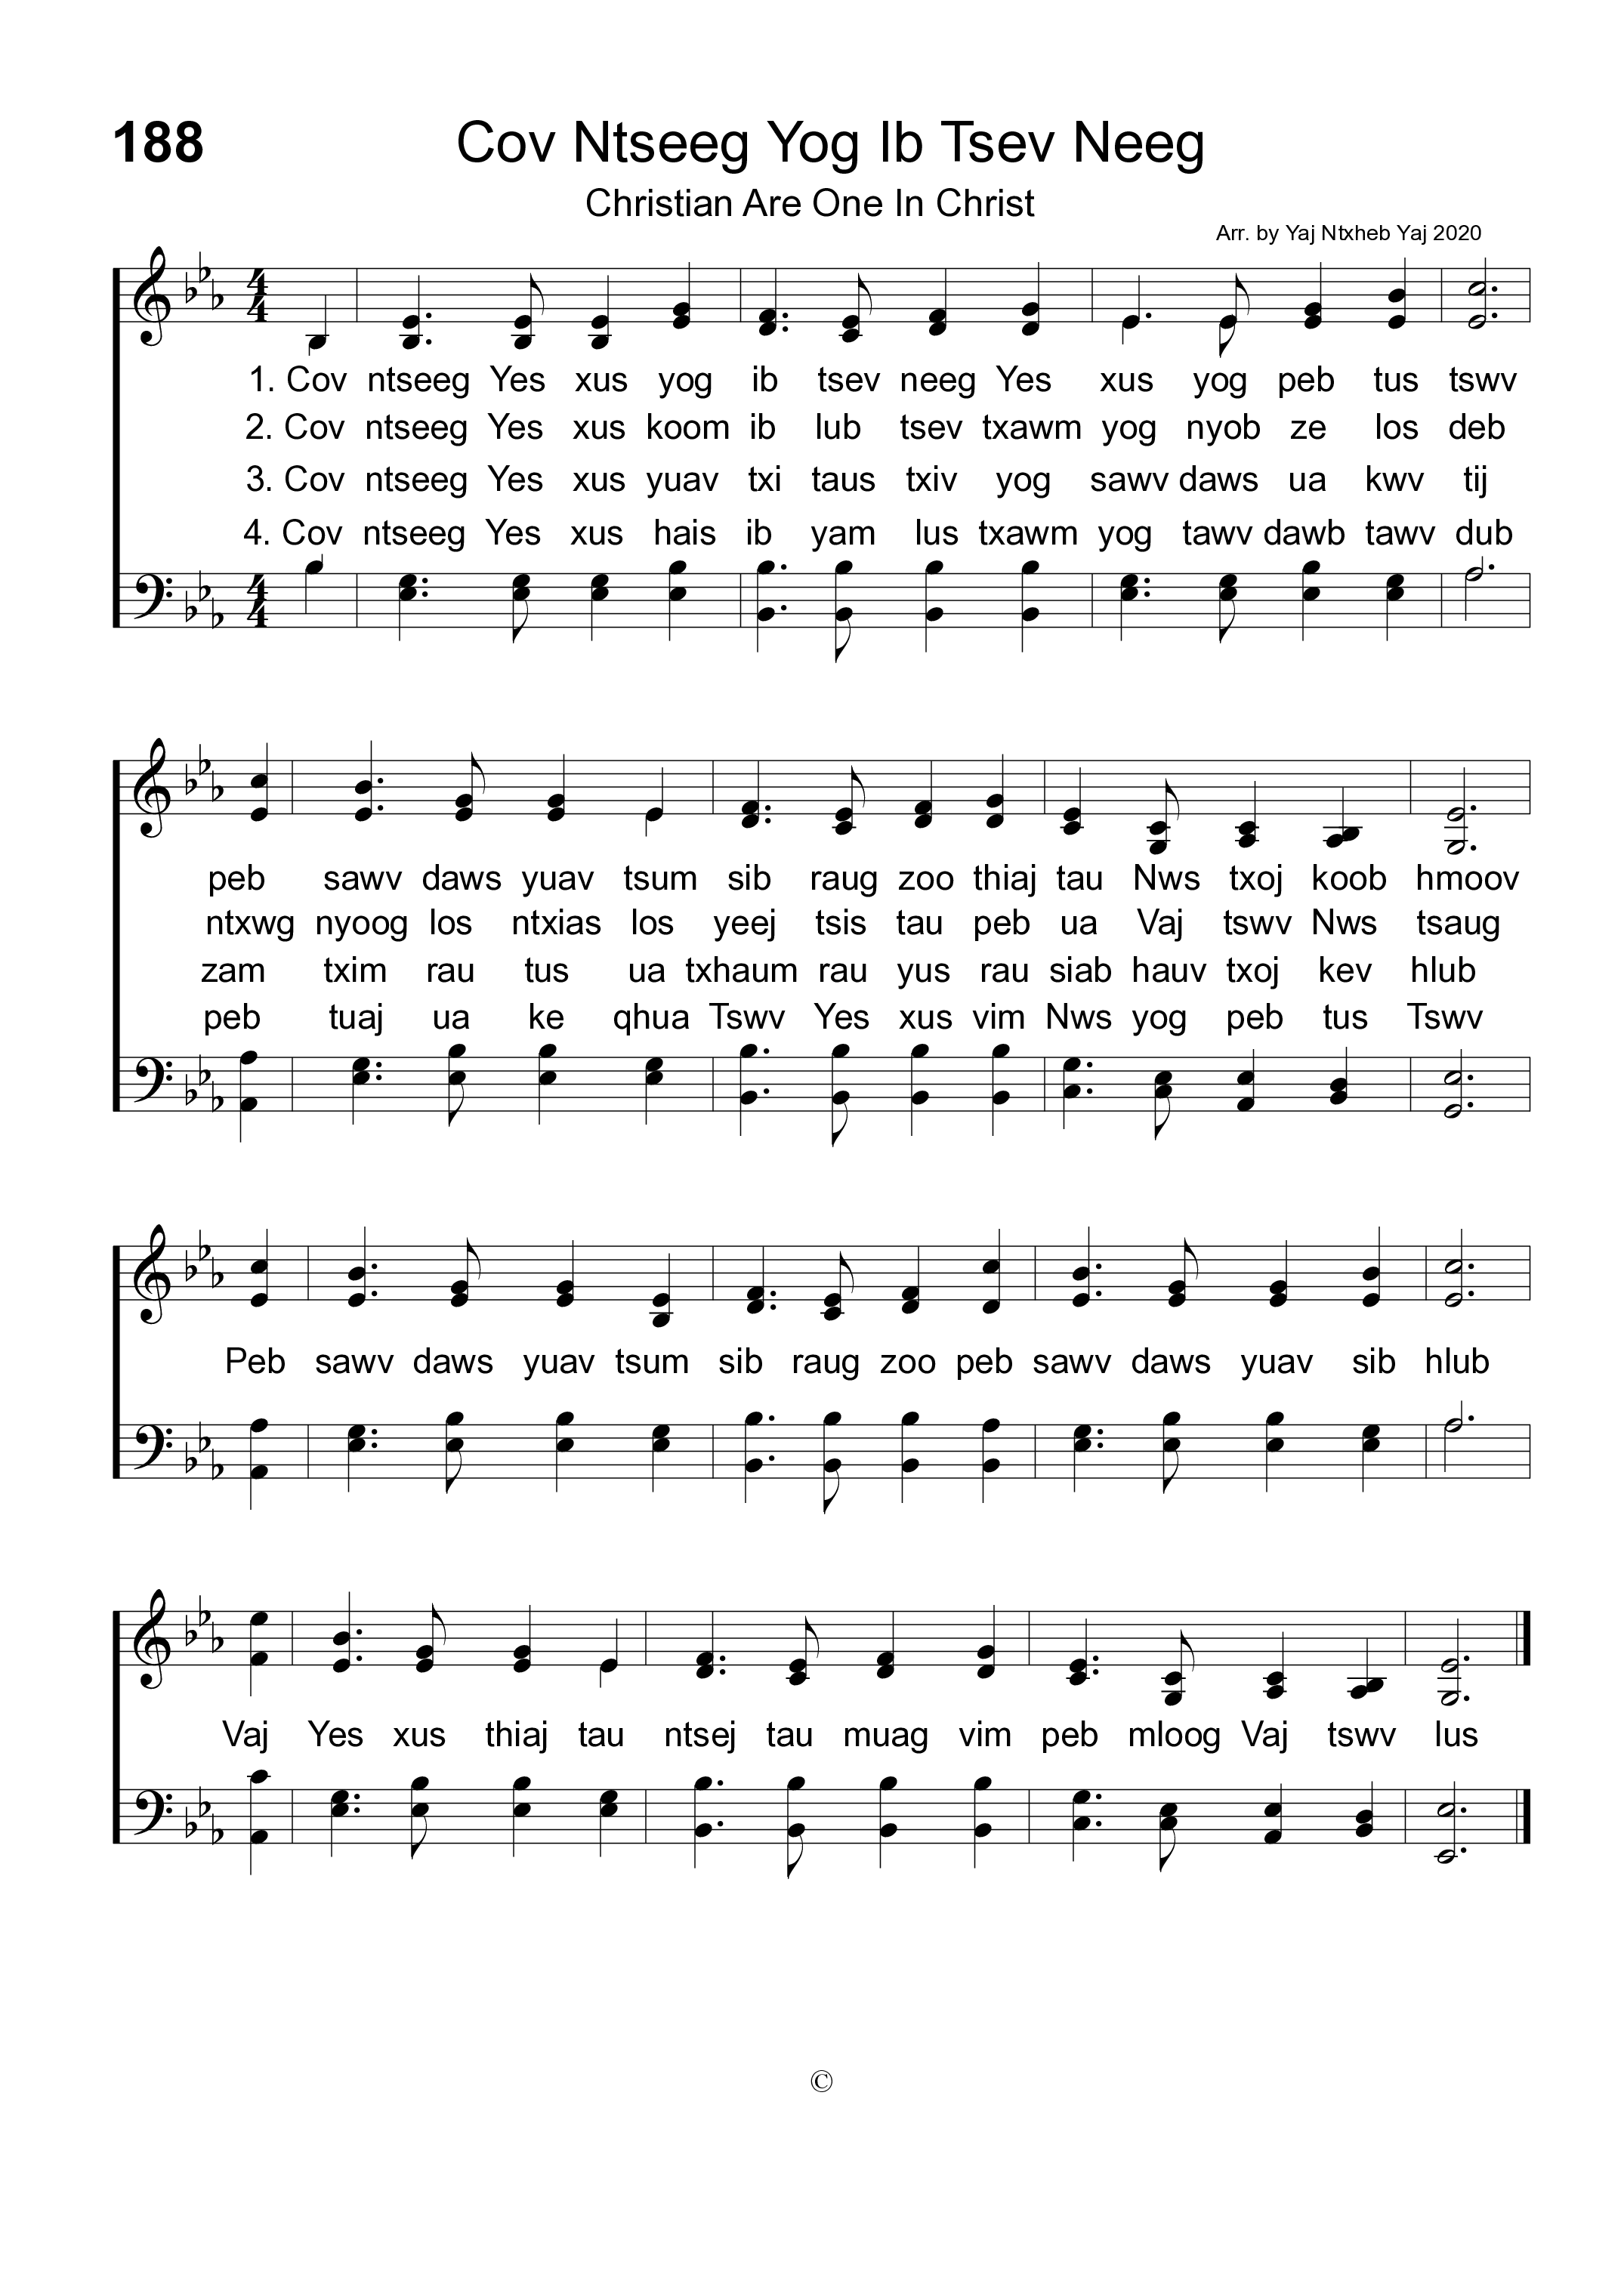 188
Cov Ntseeg Yog Ib Tsev Neeg
Christian Are One In Christ
Arr. by Yaj Ntxheb Yaj 2020
1. Cov ntseeg Yes xus yog ib tsev neeg Yes xus yog peb tus tswv
2. Cov ntseeg Yes xus koom ib lub tsev txawm yog nyob ze los deb
3. Cov ntseeg Yes xus yuav txi taus txiv yog sawv daws ua kwv tij
4. Cov ntseeg Yes xus hais ib yam lus txawm yog tawv dawb tawv dub
peb sawv daws yuav tsum sib raug zoo thiaj tau Nws txoj koob hmoov
ntxwg nyoog los ntxias los yeej tsis tau peb ua Vaj tswv Nws tsaug
zam txim rau tus ua txhaum rau yus rau siab hauv txoj kev hlub
peb tuaj ua ke qhua Tswv Yes xus vim Nws yog peb tus Tswv
Peb sawv daws yuav tsum sib raug zoo peb sawv daws yuav sib hlub
Vaj Yes xus thiaj tau ntsej tau muag vim peb mloog Vaj tswv lus
©